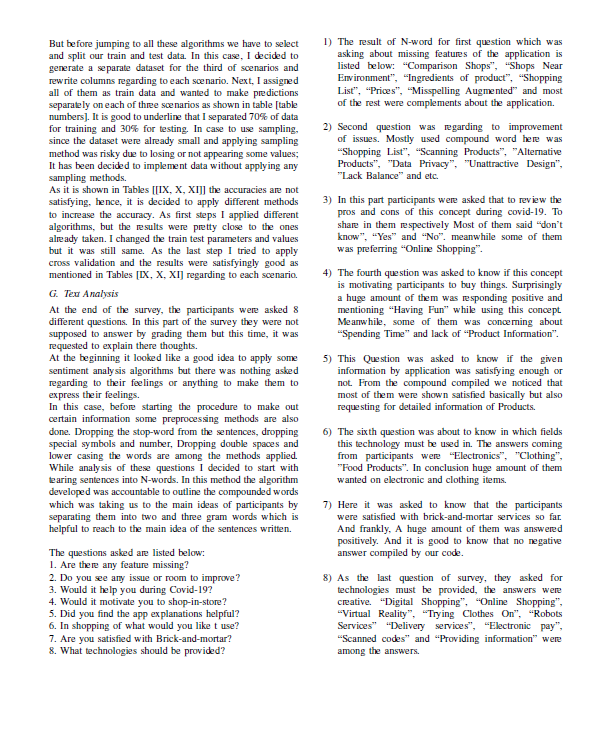 But before jumping to all these algorithms we have to select
and split our train and test data. In this case, I decided to
generate a separate dataset for the third of scenarios and
rewrite columns regarding to each scenario. Next, I assigned
all of them as train data and wanted to make predictions
separately on each of three scenarios as shown in table [table
numbers]. It is good to underline that I separated 70% of data
for training and 30% for testing. In case to use sampling,
since the dataset were already small and applying sampling
method was risky due to losing or not appearing some values;
It has been decided to implement data without applying any
sampling methods.
As it is shown in Tables [[IX, X, XI]] the accuracies are not
satisfying, hence, it is decided to apply different methods
to increase the accuracy. As first steps I applied different
algorithms, but the results were pretty close to the ones
already taken. I changed the train test parameters and values
but it was still same. As the last step I tried to apply
cross validation and the results were satisfyingly good as
mentioned in Tables [IX, X, XI] regarding to each scenario.
G. Text Analysis
At the end of the survey, the participants were asked 8
different questions. In this part of the survey they were not
supposed to answer by grading them but this time, it was
requested to explain there thoughts.
At the beginning it looked like a good idea to apply some
sentiment analysis algorithms but there was nothing asked
regarding to their feelings or anything to make them to
express their feelings.
In this case, before starting the procedure to make out
certain information some preprocessing methods are also
done. Dropping the stop-word from the sentences, dropping
special symbols and number, Dropping double spaces and
lower casing the words are among the methods applied.
While analysis of these questions I decided to start with
tearing sentences into N-words. In this method the algorithm
developed was accountable to outline the compounded words
which was taking us to the main ideas of participants by
separating them into two and three gram words which is
helpful to reach to the main idea of the sentences written.
The questions asked are listed below:
1. Are there any feature missing?
2. Do you see any issue or room to improve?
3. Would it help you during Covid-19?
4. Would it motivate you to shop-in-store?
5. Did you find the app explanations helpful?
6. In shopping of what would you like t use?
7. Are you satisfied with Brick-and-mortar?
8. What technologies should be provided?
1) The result of N-word for first question which was
asking about missing features of the application is
listed below: “Comparison Shops”, “Shops Near
Environment”, “Ingredients of product”, “Shopping
List”, “Prices”, “Misspelling Augmented” and most
of the rest were complements about the application.
2) Second question was regarding to improvement
of issues. Mostly used compound word here was
“Shopping List”, “Scanning Products”, ”Alternative
Products”, ”Data Privacy”, ”Unattractive Design”,
”Lack Balance” and etc.
3) In this part participants were asked that to review the
pros and cons of this concept during covid-19. To
share in them respectively Most of them said “don’t
know”, “Yes” and “No”. meanwhile some of them
was preferring “Online Shopping”.
4) The fourth question was asked to know if this concept
is motivating participants to buy things. Surprisingly
a huge amount of them was responding positive and
mentioning “Having Fun” while using this concept.
Meanwhile, some of them was concerning about
“Spending Time” and lack of “Product Information”.
5) This Question was asked to know if the given
information by application was satisfying enough or
not. From the compound compiled we noticed that
most of them were shown satisfied basically but also
requesting for detailed information of Products.
6) The sixth question was about to know in which fields
this technology must be used in. The answers coming
from participants were “Electronics”, ”Clothing”,
”Food Products”. In conclusion huge amount of them
wanted on electronic and clothing items.
7) Here it was asked to know that the participants
were satisfied with brick-and-mortar services so far.
And frankly, A huge amount of them was answered
positively. And it is good to know that no negative
answer compiled by our code.
8) As the last question of survey, they asked for
technologies must be provided, the answers were
creative. “Digital Shopping”, “Online Shopping”,
“Virtual Reality”, “Trying Clothes On”, “Robots
Services” “Delivery services”, “Electronic pay”,
“Scanned codes” and “Providing information” were
among the answers.